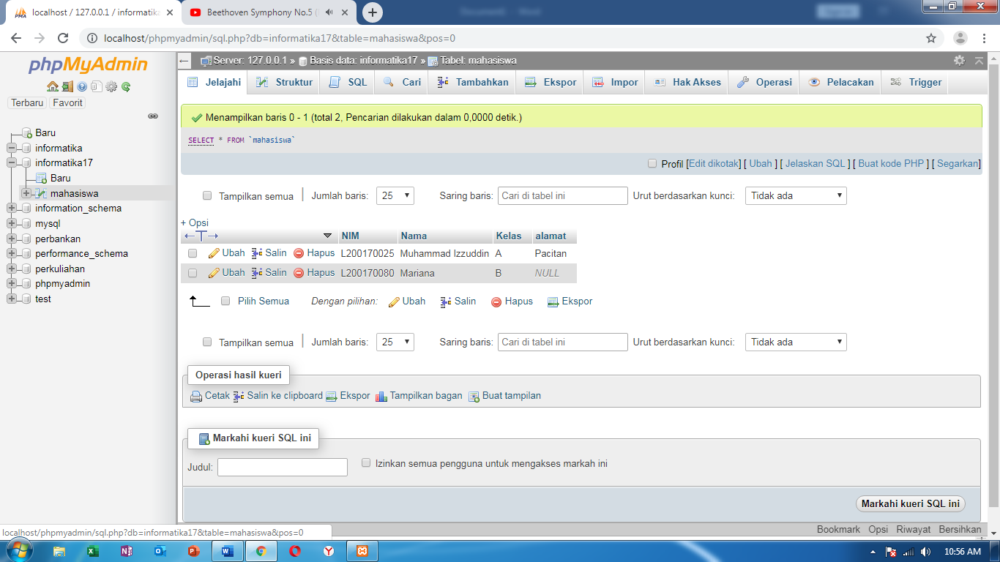 localhost / 127.0.0.1 / informatika
Beethoven Symphony No.5 (
localhost/phpmyadmin/sql.php?db=informatika17&table=mahasiswa&pos=0
phpMyAdmin
Terbaru Favorit
Baru
informatika
informatika17
Baru
mahasiswa
information_schema
mysql
perbankan
performance_schema
perkuliahan
phpmyadmin
test
Server: 127.0.0.1 » Basis data: informatika17 » Tabel: mahasiswa
Jelajahi Struktur SQL Cari Tambahkan Ekspor Impor Hak Akses Operasi Pelacakan Trigger
Menampilkan baris 0 - 1 (total 2, Pencarian dilakukan dalam 0,0000 detik.)
SELECT * FROM `mahasiswa`
Profil [Edit dikotak] [ Ubah ] [ Jelaskan SQL ] [ Buat kode PHP ] [ Segarkan]
Tampilkan semua | Jumlah baris: 25 Saring baris: Cari di tabel ini Urut berdasarkan kunci: Tidak ada
+ Opsi
←T→ NIM Nama Kelas alamat
Ubah Salin Hapus L200170025 Muhammad Izzuddin A Pacitan
Ubah Salin Hapus L200170080 Mariana B NULL
Pilih Semua Dengan pilihan: Ubah Salin Hapus Ekspor
Tampilkan semua | Jumlah baris: 25 Saring baris: Cari di tabel ini Urut berdasarkan kunci: Tidak ada
Operasi hasil kueri
Cetak Salin ke clipboard Ekspor Tampilkan bagan Buat tampilan
Markahi kueri SQL ini
Judul: Izinkan semua pengguna untuk mengakses markah ini
Markahi kueri SQL ini
Bookmark Opsi Riwayat Bersihkan
localhost/phpmyadmin/sql.php?db=informatika17&table=mahasiswa&pos=0
10:56 AM